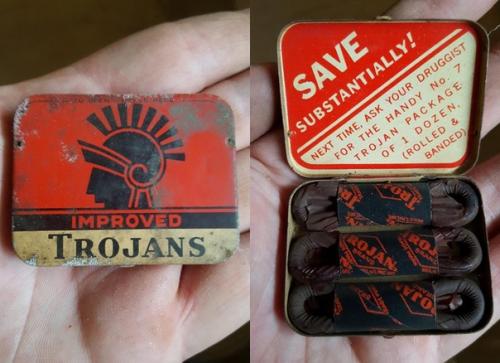 IMPROVED
TROJANS
SAVE
SUBSTANTIALLY!
NEXT TIME, ASK YOUR DRUGGIST
FOR THE HANDY No. 7
TROJAN PACKAGE
OF 1 DOZEN,
(ROLLED &
BANDED)
TROJANS